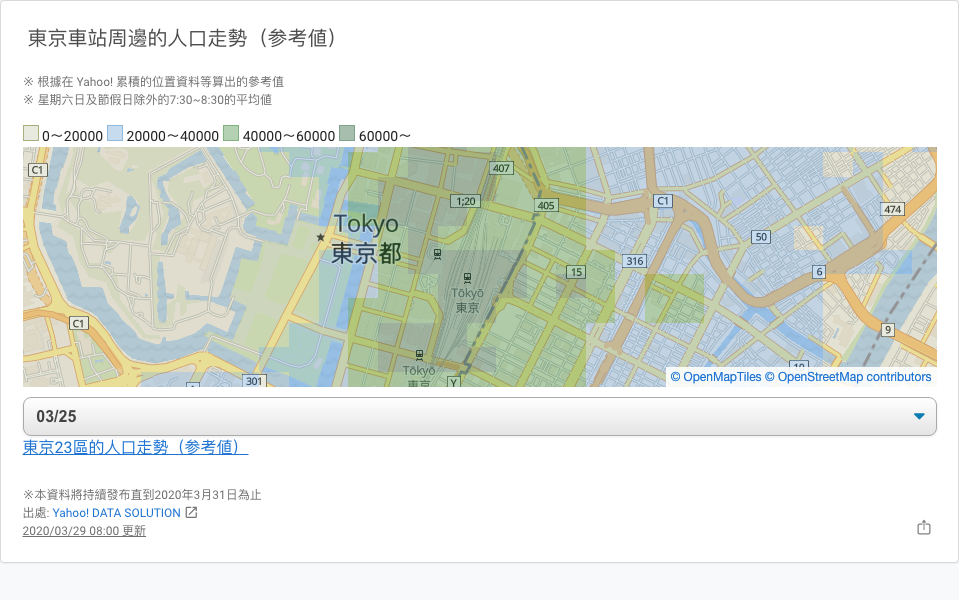 東京車站周邊的人口走勢（參考值）
※ 根據在 Yahoo! 累積的位置資料等算出的參考值
※ 星期六日及節假日除外的7:30~8:30的平均値
0〜20000 20000〜40000 40000〜60000 60000〜
C1
407
1;20
405
C1
474
Tokyo
東京都
50
316
15
6
Tōkyō
東京
C1
9
Tōkyō
301
Y
© OpenMapTiles © OpenStreetMap contributors
03/25
東京23區的人口走勢（參考值）
※本資料將持續發布直到2020年3月31日為止
出處: Yahoo! DATA SOLUTION
2020/03/29 08:00 更新